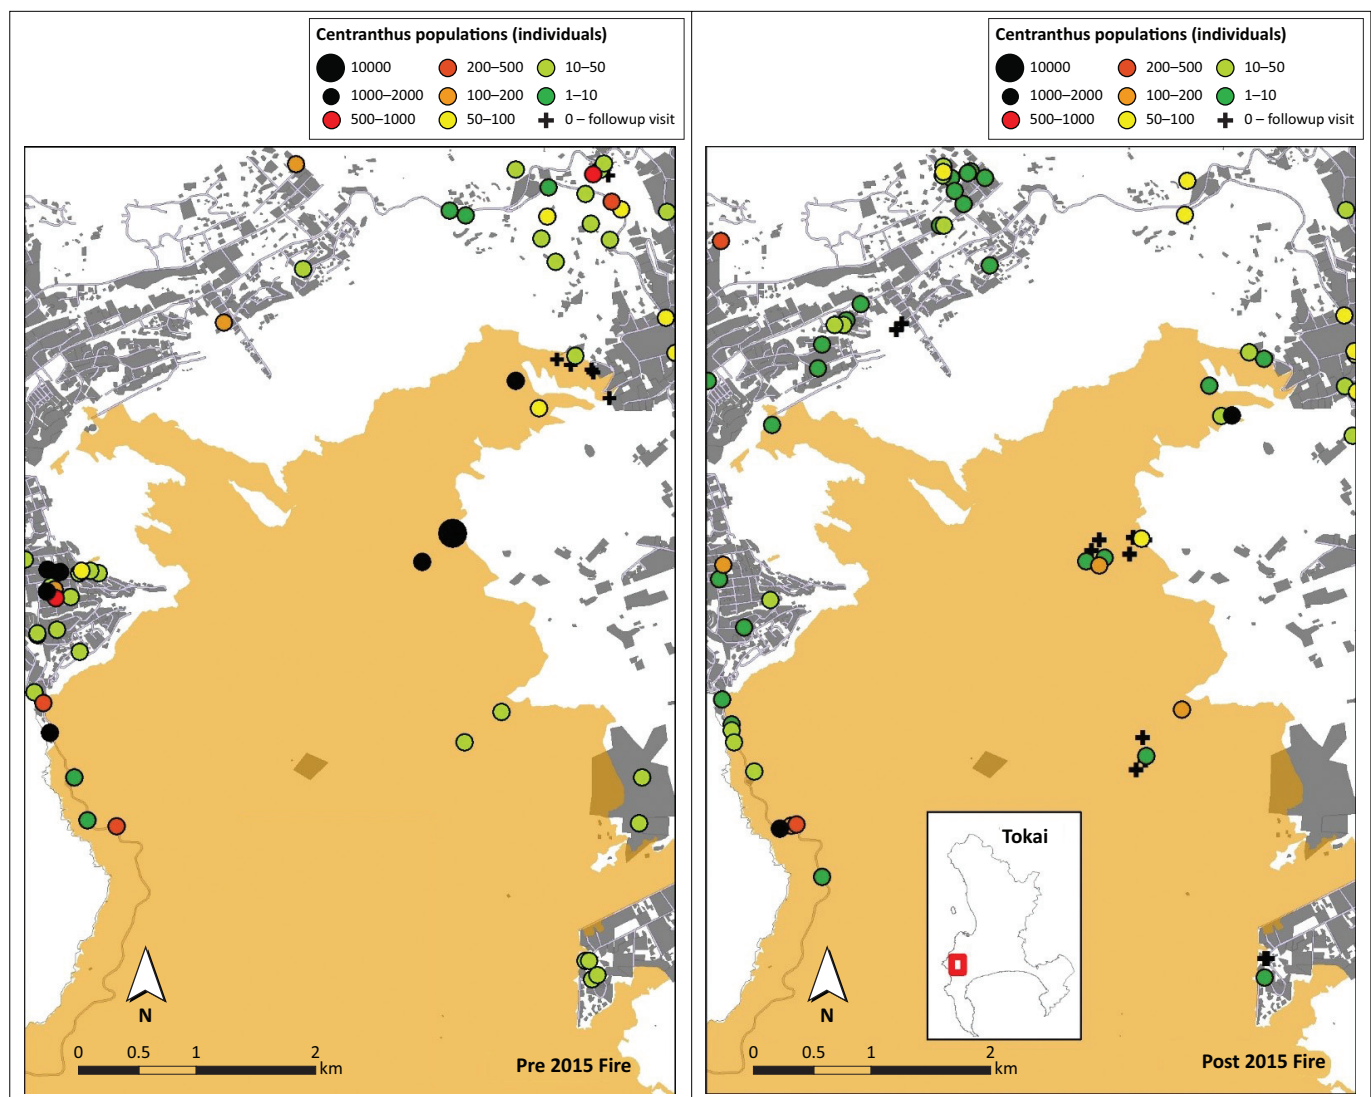 Centranthus populations (individuals)
10000
200–500
10–50
1000–2000
100–200
1–10
500–1000
50–100
0 – followup visit
N
0 0.5 1 2
km
Pre 2015 Fire
Centranthus populations (individuals)
10000
200–500
10–50
1000–2000
100–200
1–10
500–1000
50–100
0 – followup visit
Tokai
N
0 0.5 1 2
km
Post 2015 Fire